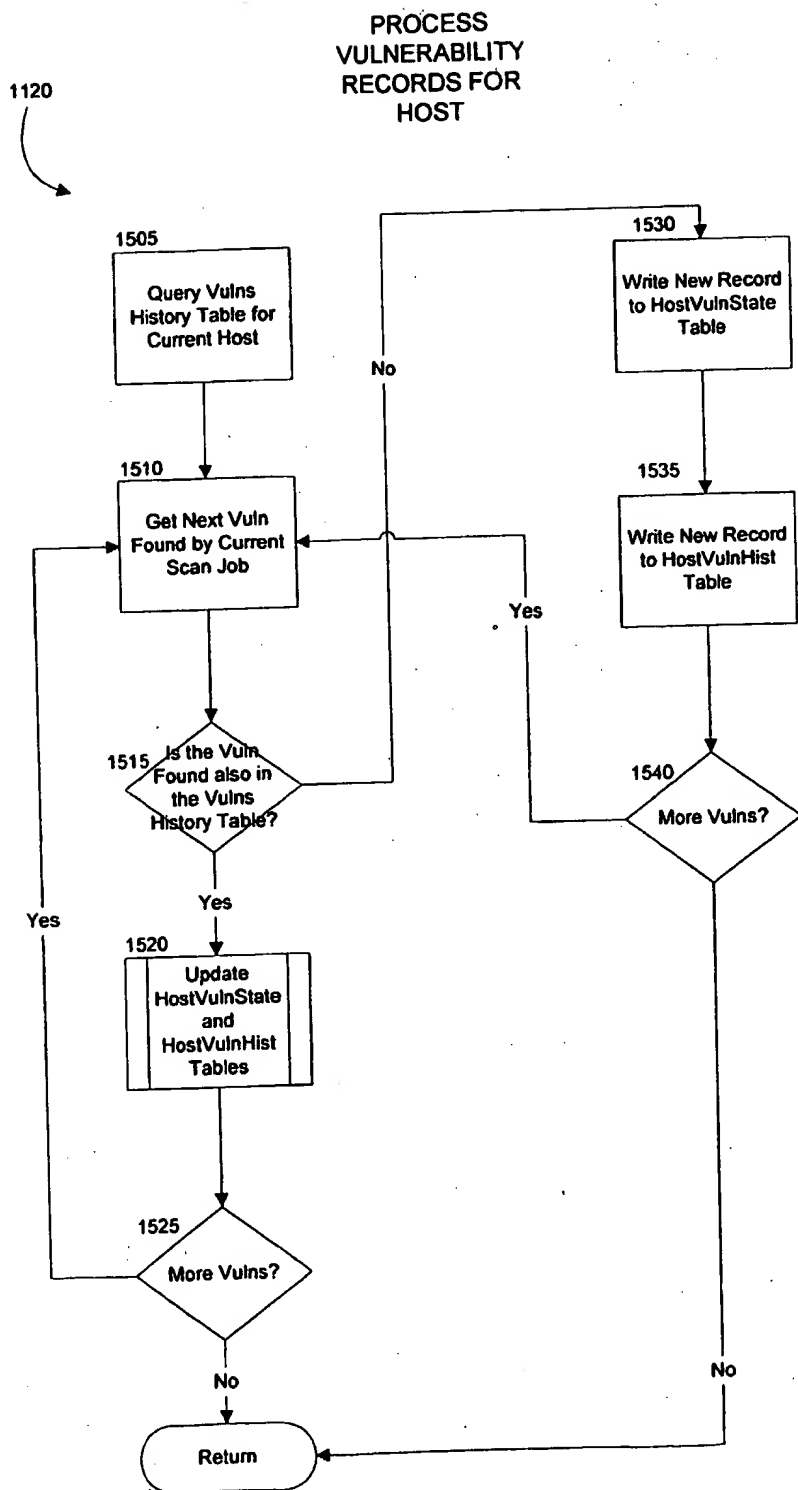 PROCESS
VULNERABILITY
RECORDS FOR
HOST
1120
1505
Query Vulns
History Table for
Current Host
1510
Get Next Vuln
Found by Current
Scan Job
1515
Is the Vuln
Found also in
the Vulns
History Table?
No
Yes
1520
Update
HostVulnState
and
HostVulnHist
Tables
1525
More Vulns?
Yes
No
Return
1530
Write New Record
to HostVulnState
Table
1535
Write New Record
to HostVulnHist
Table
1540
More Vulns?
Yes
No